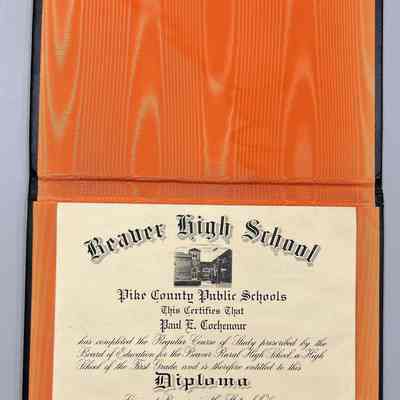 Beaver High School
Pike County Public Schools
This Certifies That
Paul E. Cochenour
has completed the Regular Course of Study prescribed by the
Board of Education for the Beaver Rural High School, a High
School of the First Grade, and is therefore entitled to this
Diploma